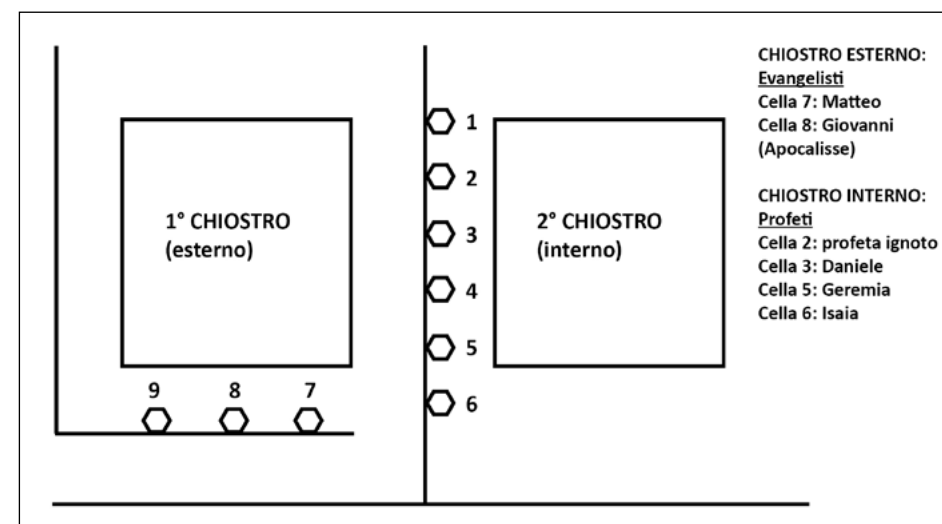 1° CHIOSTRO
(esterno)
2° CHIOSTRO
(interno)
1
2
3
4
5
6
9 8 7
CHIOSTRO ESTERNO:
Evangelisti
Cella 7: Matteo
Cella 8: Giovanni
(Apocalisse)
CHIOSTRO INTERNO:
Profeti
Cella 2: profeta ignoto
Cella 3: Daniele
Cella 5: Geremia
Cella 6: Isaia